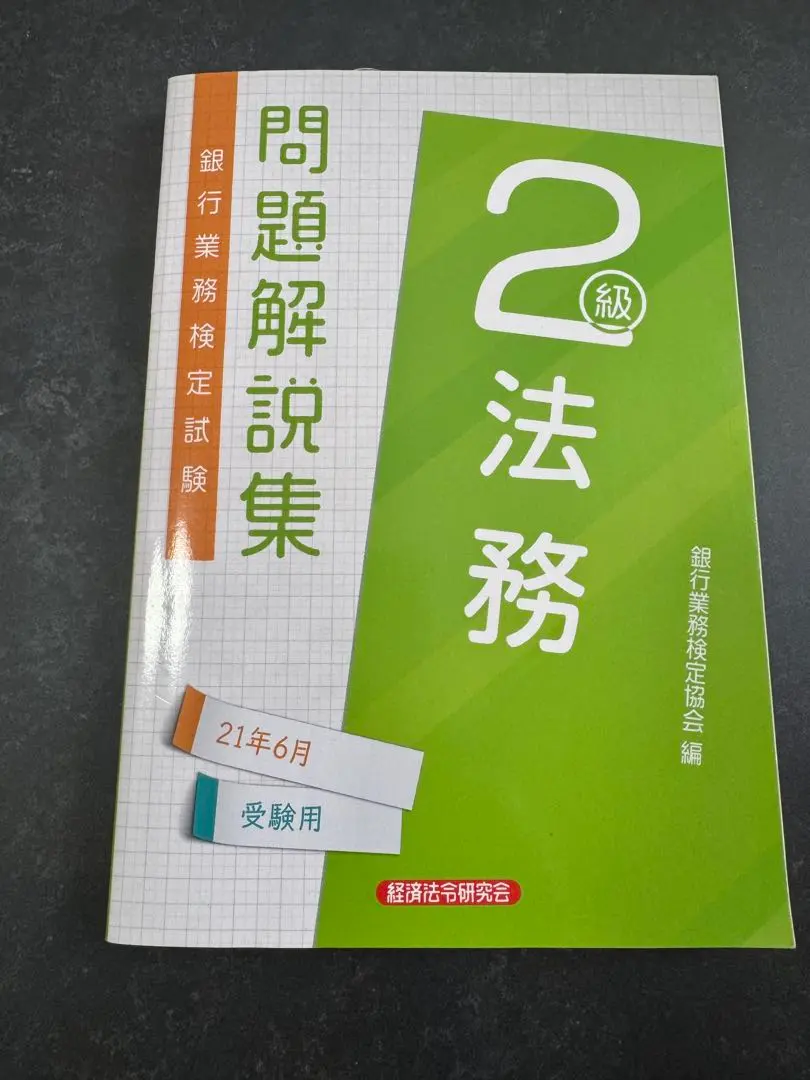 銀行業務検定試験
問題解説集
2級
法務
銀行業務検定協会 編
21年6月
受験用
経済法令研究会